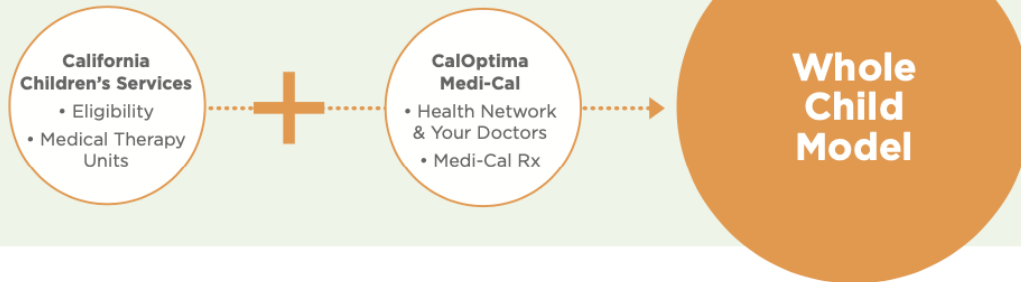 California
Children's Services
• Eligibility
• Medical Therapy
Units
CalOptima
Medi-Cal
• Health Network
& Your Doctors
• Medi-Cal Rx
Whole
Child
Model